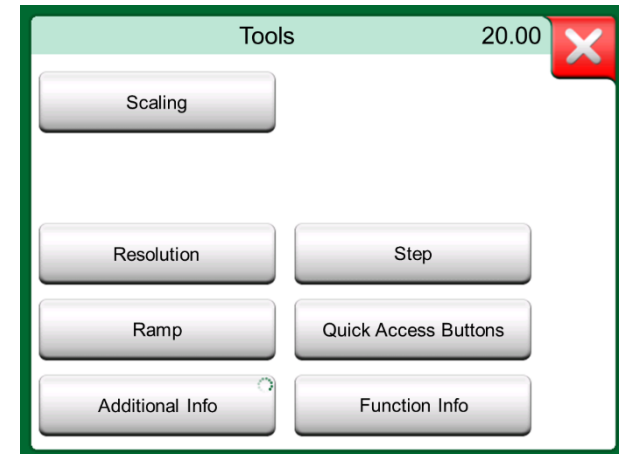 Tools 20.00
Scaling
Resolution Step
Ramp Quick Access Buttons
Additional Info Function Info